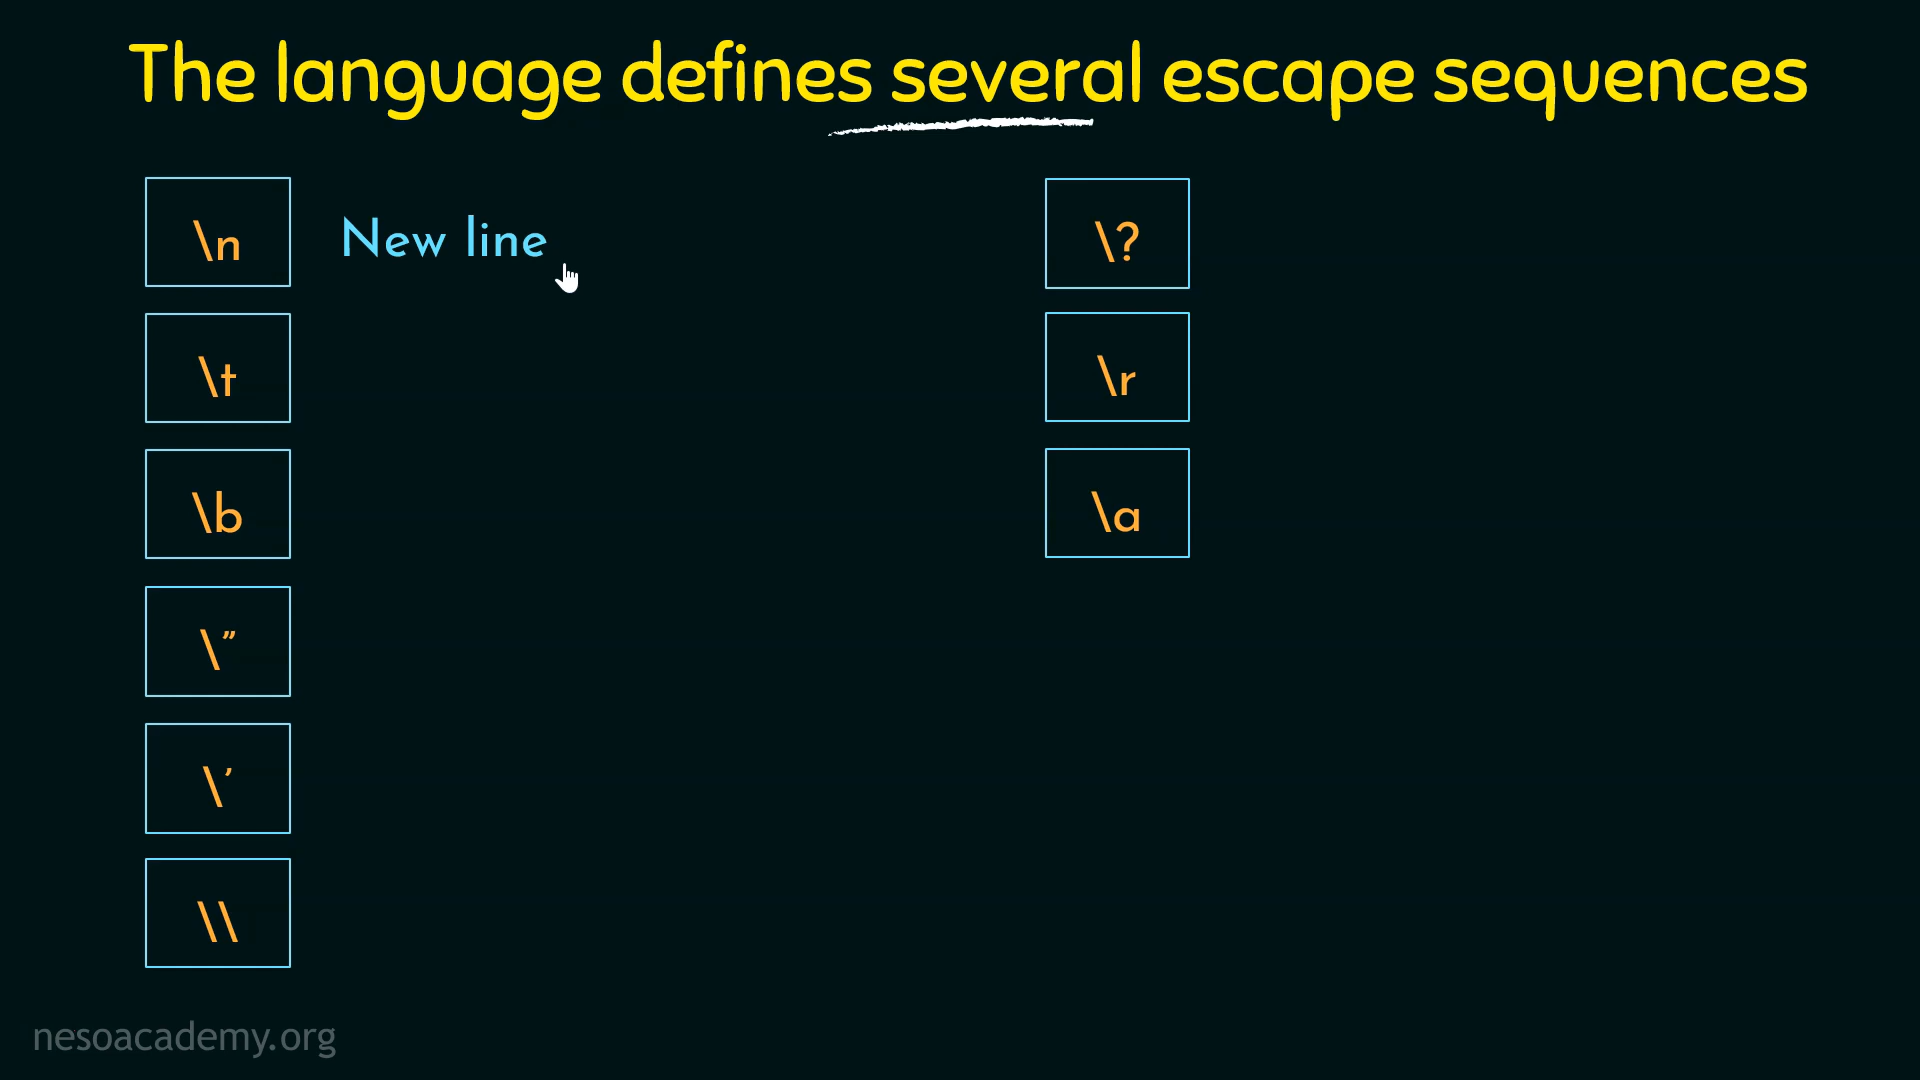 The language defines several escape sequences
\n New line
\t
\b
\”
\’
\\
\?
\r
\a
nesoacademy.org